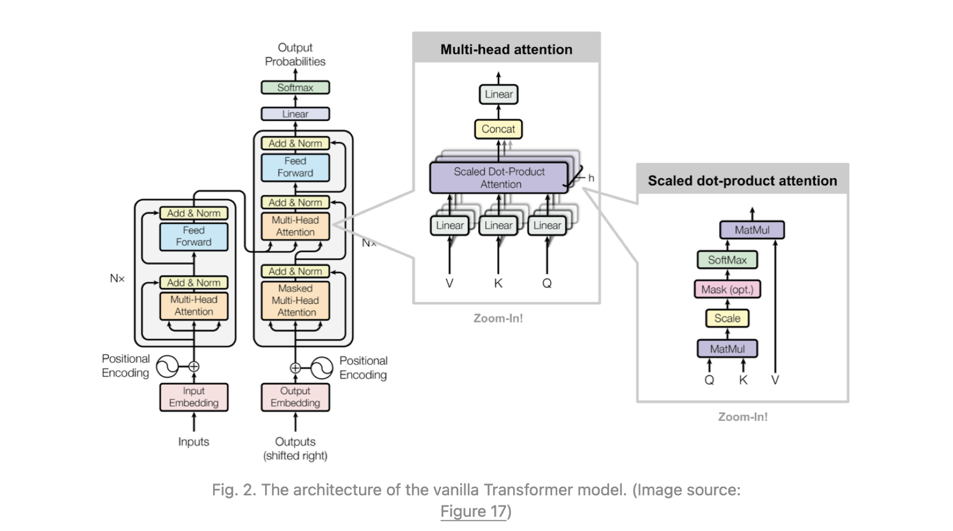 Output
Probabilities
Softmax
Linear
Add & Norm
Feed
Forward
Add & Norm
Multi-Head
Attention
Nx
Add & Norm
Masked
Multi-Head
Attention
Positional
Encoding
Output
Embedding
Outputs
(shifted right)
Add & Norm
Feed
Forward
Nx
Add & Norm
Multi-Head
Attention
Positional
Encoding
Input
Embedding
Inputs
Multi-head attention
Linear
Concat
Scaled Dot-Product
Attention
h
Linear Linear Linear
V K Q
Zoom-In!
Scaled dot-product attention
MatMul
SoftMax
Mask (opt.)
Scale
MatMul
Q K V
Zoom-In!
Fig. 2. The architecture of the vanilla Transformer model. (Image source:
Figure 17)